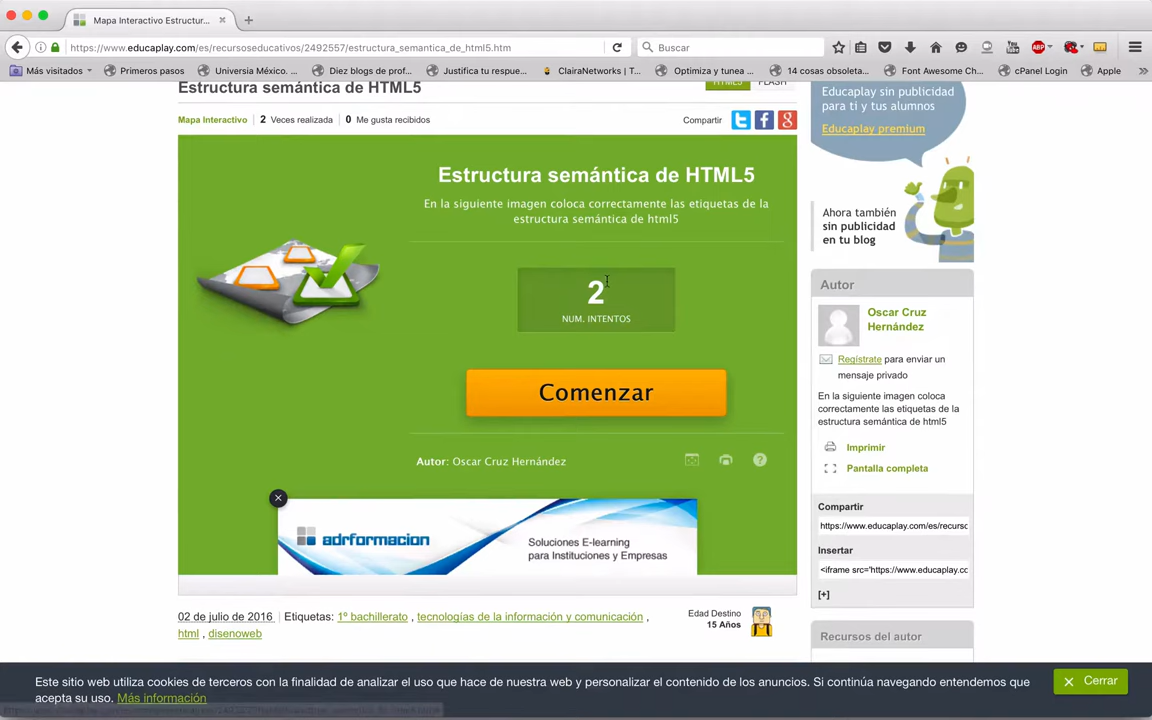 Mapa Interactivo Estructur...
https://www.educaplay.com/es/recursoseducativos/2492557/estructura_semantica_de_html5.htm
Buscar
ABP
Más visitados
Primeros pasos
Universia México. ...
Diez blogs de prof...
Justifica tu respue...
ClairaNetworks | T...
Optimiza y tunea ...
14 cosas obsoleta...
Font Awesome Ch...
cPanel Login
Apple
Estructura semántica de HTML5
HTML5
FLASH
Mapa Interactivo 2 Veces realizada 0 Me gusta recibidos
Compartir
Estructura semántica de HTML5
En la siguiente imagen coloca correctamente las etiquetas de la
estructura semántica de html5
2
NUM. INTENTOS
Comenzar
Autor: Oscar Cruz Hernández
adrformacion
Soluciones E-learning
para Instituciones y Empresas
02 de julio de 2016 Etiquetas: 1º bachillerato , tecnologías de la información y comunicación ,
html , disenoweb
Edad Destino
15 Años
Educaplay sin publicidad
para ti y tus alumnos
Educaplay premium
Ahora también
sin publicidad
en tu blog
Autor
Oscar Cruz
Hernández
Regístrate para enviar un
mensaje privado
En la siguiente imagen coloca
correctamente las etiquetas de la
estructura semántica de html5
Imprimir
Pantalla completa
Compartir
https://www.educaplay.com/es/recurso
Insertar
<iframe src='https://www.educaplay.co
[+]
Recursos del autor
Este sitio web utiliza cookies de terceros con la finalidad de analizar el uso que hace de nuestra web y personalizar el contenido de los anuncios. Si continúa navegando entendemos que
acepta su uso. Más información
Cerrar